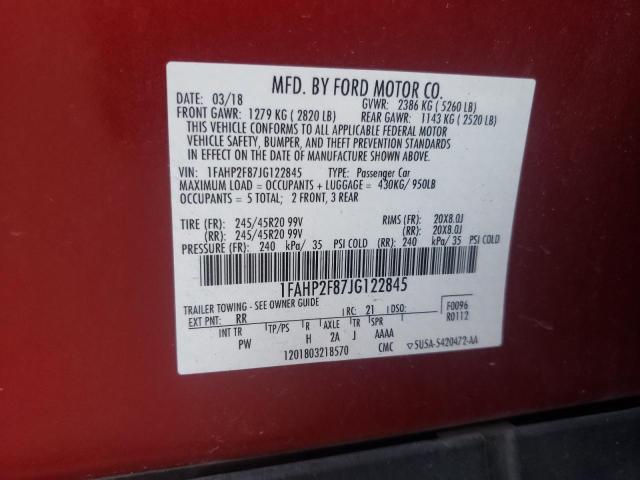 MFD. BY FORD MOTOR CO.
DATE: 03/18 GVWR: 2386 KG ( 5260 LB)
FRONT GAWR: 1279 KG ( 2820 LB) REAR GAWR: 1143 KG ( 2520 LB)
THIS VEHICLE CONFORMS TO ALL APPLICABLE FEDERAL MOTOR
VEHICLE SAFETY, BUMPER, AND THEFT PREVENTION STANDARDS
IN EFFECT ON THE DATE OF MANUFACTURE SHOWN ABOVE.
VIN: 1FAHP2F87JG122845 TYPE: Passenger Car
MAXIMUM LOAD = OCCUPANTS + LUGGAGE = 430KG/ 950LB
OCCUPANTS = 5 TOTAL; 2 FRONT, 3 REAR
TIRE (FR): 245/45R20 99V RIMS (FR): 20X8.0J
(RR): 245/45R20 99V (RR): 20X8.0J
PRESSURE (FR): 240 kPa/ 35 PSI COLD (RR): 240 kPa/ 35 PSI COLD
1FAHP2F87JG122845
TRAILER TOWING - SEE OWNER GUIDE
EXT PNT: RR RC: 21 DSO: F0096
INT TR TP/PS R AXLE TR SPR R0112
PW H 2A J AAAA
1201803218570 CMC ▽5U5A-5420472-AA